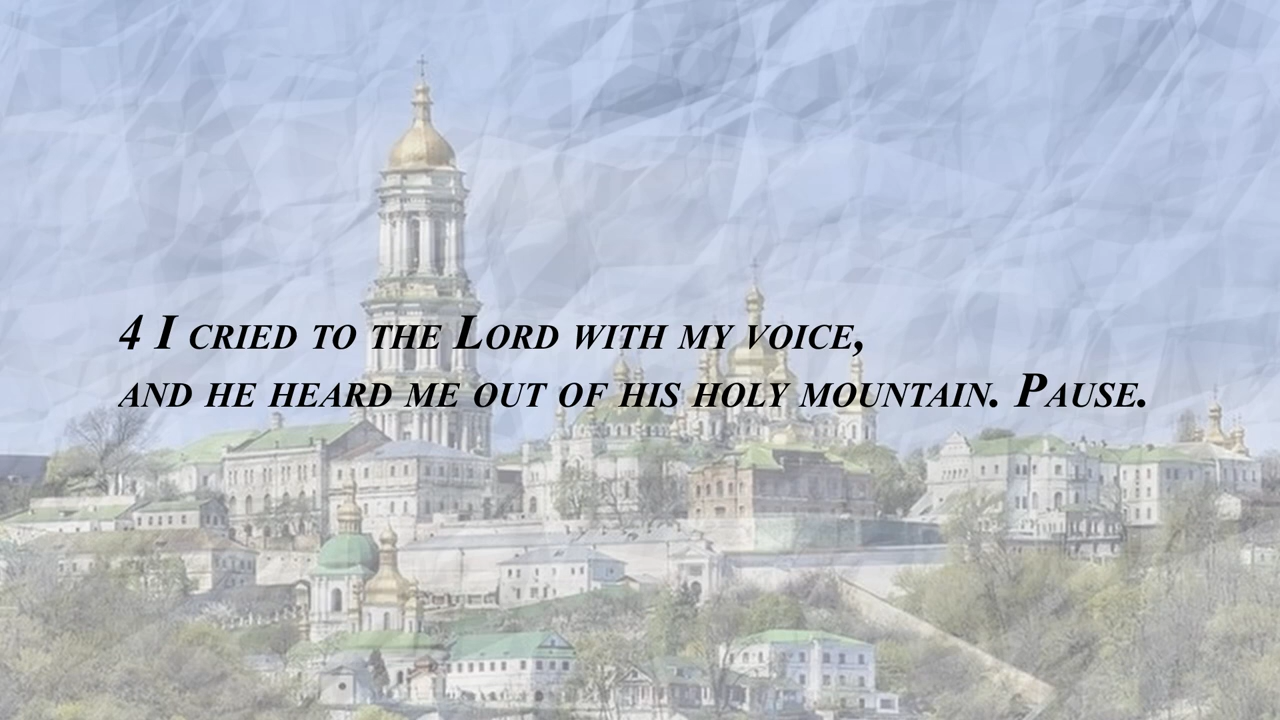 4 I cried to the Lord with my voice,
and he heard me out of his holy mountain. Pause.